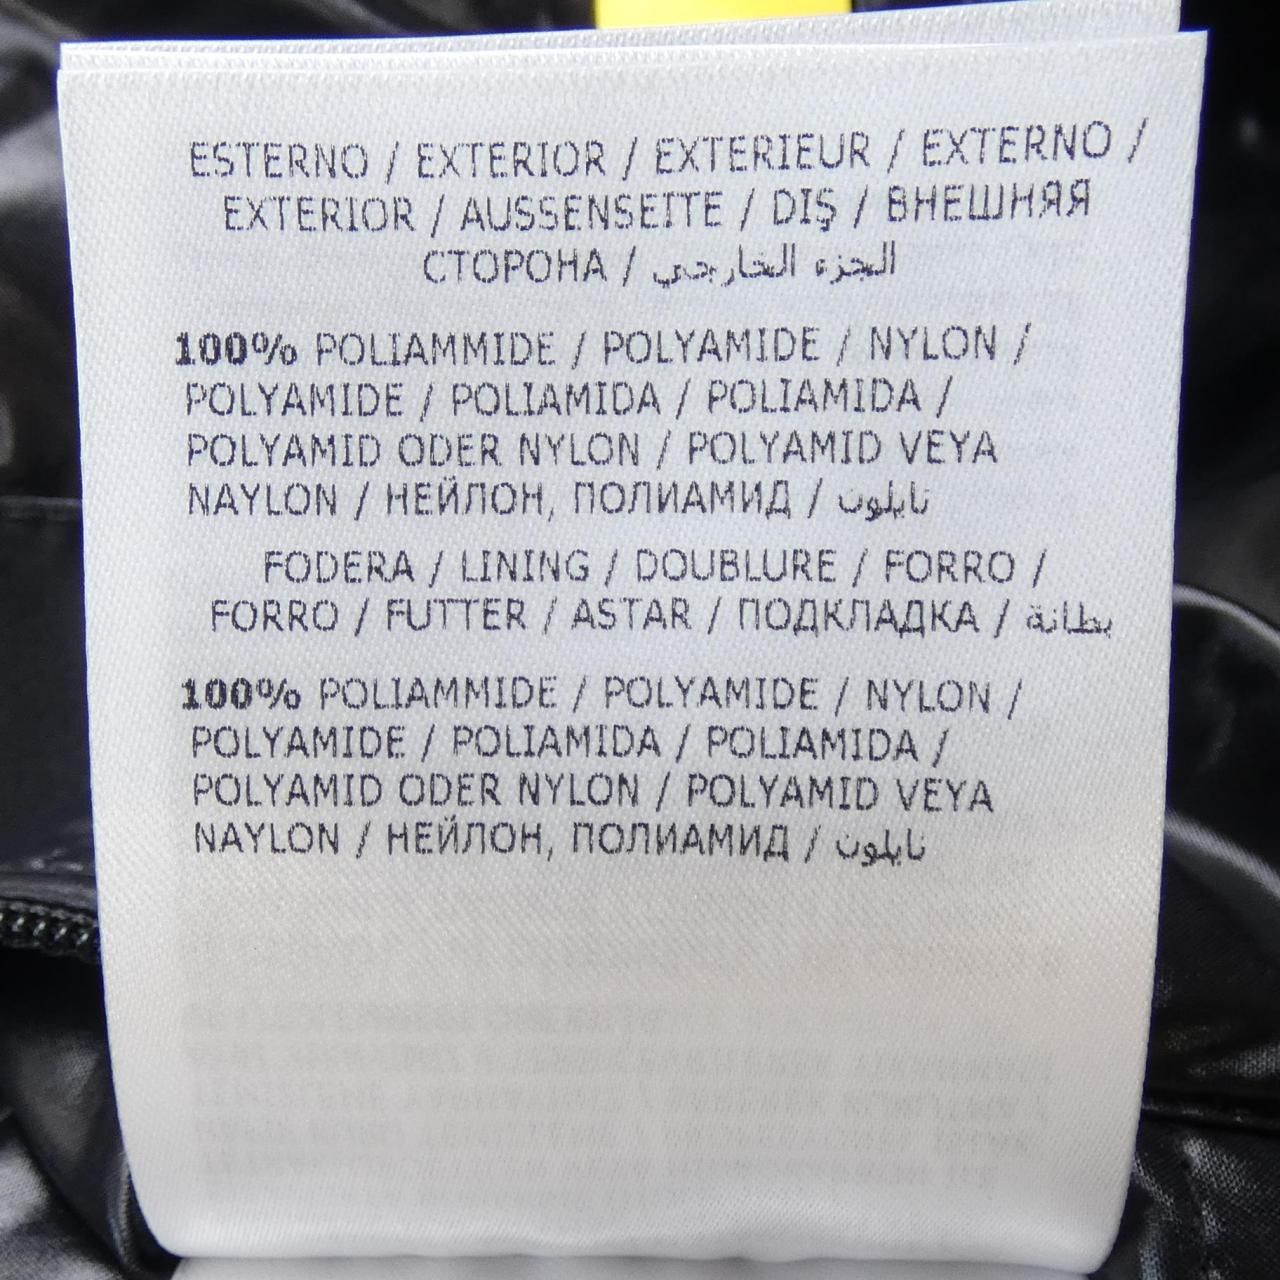 ESTERNO / EXTERIOR / EXTERIEUR / EXTERNO /
EXTERIOR / AUSSENSEITE / DIŞ / ВНЕШНЯЯ
СТОРОНА / الجزء الخارجي
100% POLIAMMIDE / POLYAMIDE / NYLON /
POLYAMIDE / POLIAMIDA / POLIAMIDA /
POLYAMID ODER NYLON / POLYAMID VEYA
NAYLON / НЕЙЛОН, ПОЛИАМИД / نايلون
FODERA / LINING / DOUBLURE / FORRO /
FORRO / FUTTER / ASTAR / ПОДКЛАДКА / بطانة
100% POLIAMMIDE / POLYAMIDE / NYLON /
POLYAMIDE / POLIAMIDA / POLIAMIDA /
POLYAMID ODER NYLON / POLYAMID VEYA
NAYLON / НЕЙЛОН, ПОЛИАМИД / نايلون